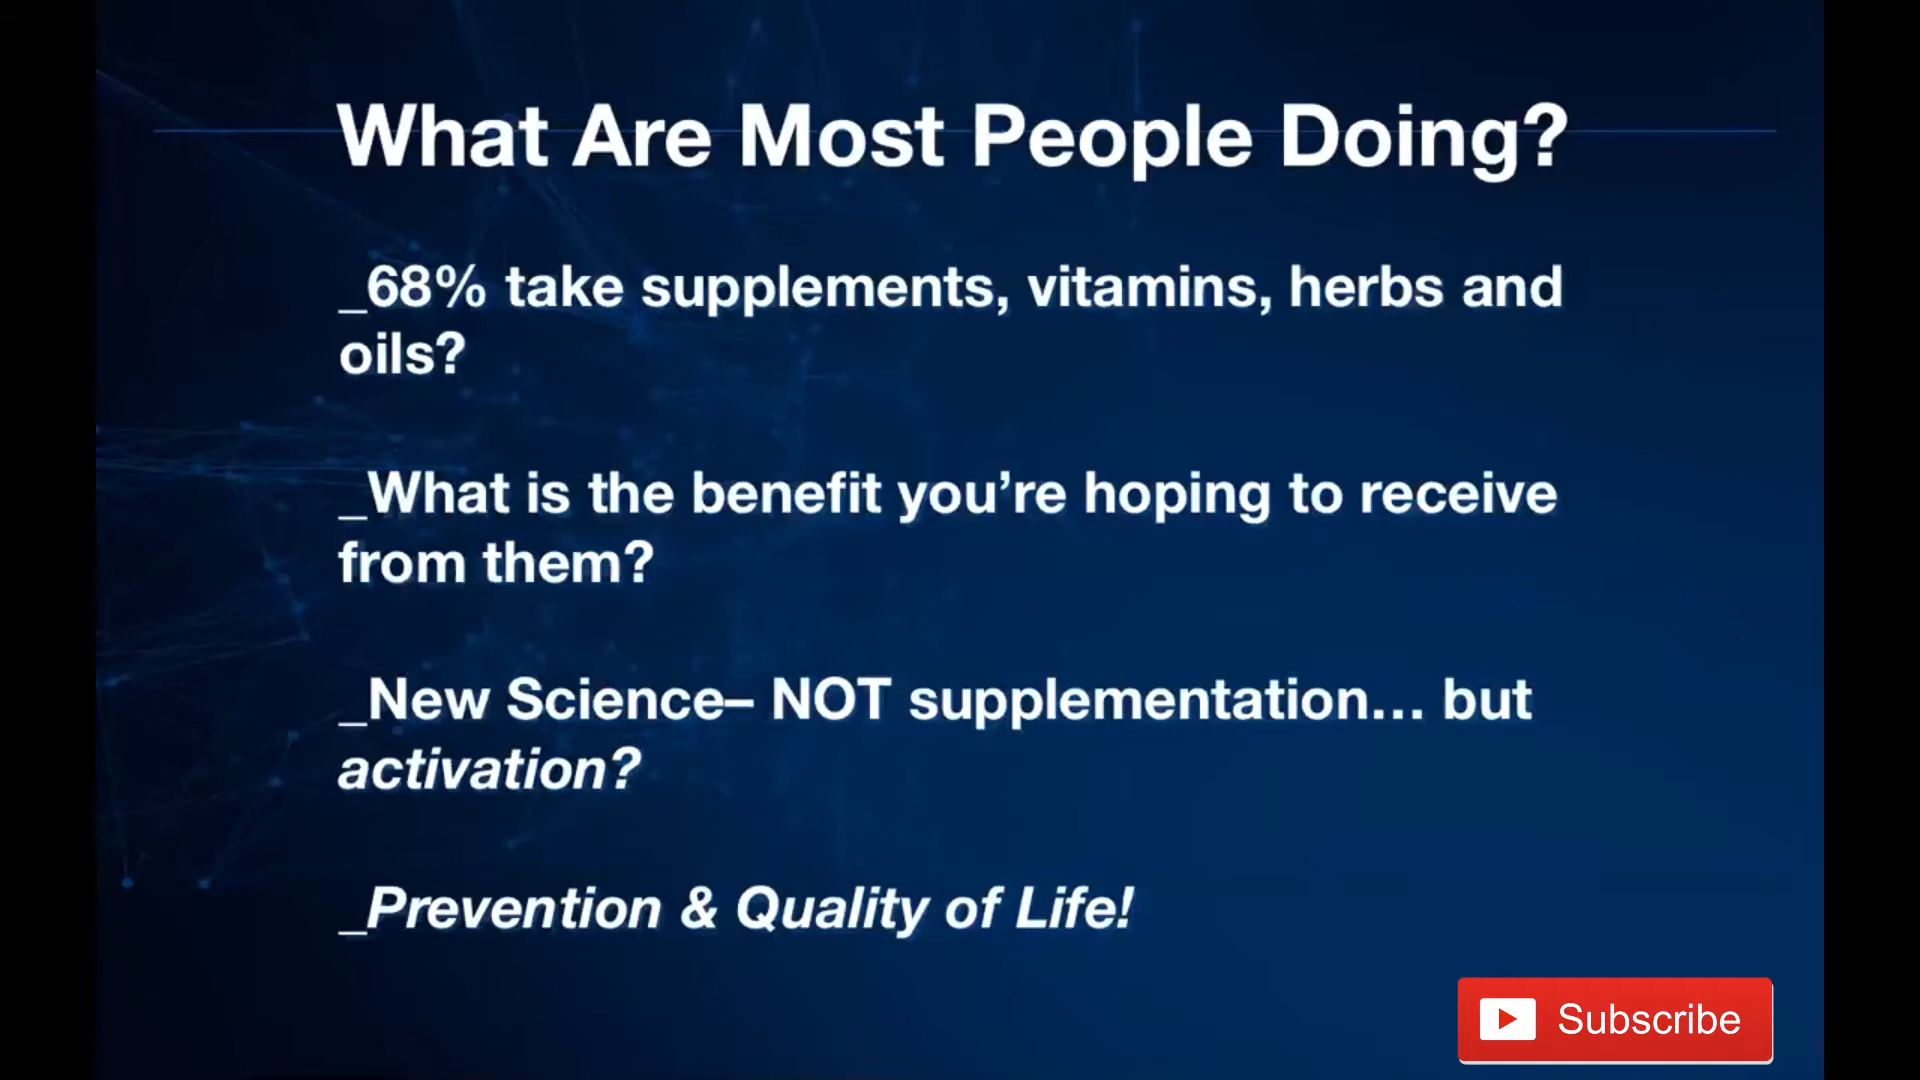 What Are Most People Doing?
_68% take supplements, vitamins, herbs and
oils?
_What is the benefit you’re hoping to receive
from them?
_New Science– NOT supplementation… but
activation?
_Prevention & Quality of Life!
Subscribe